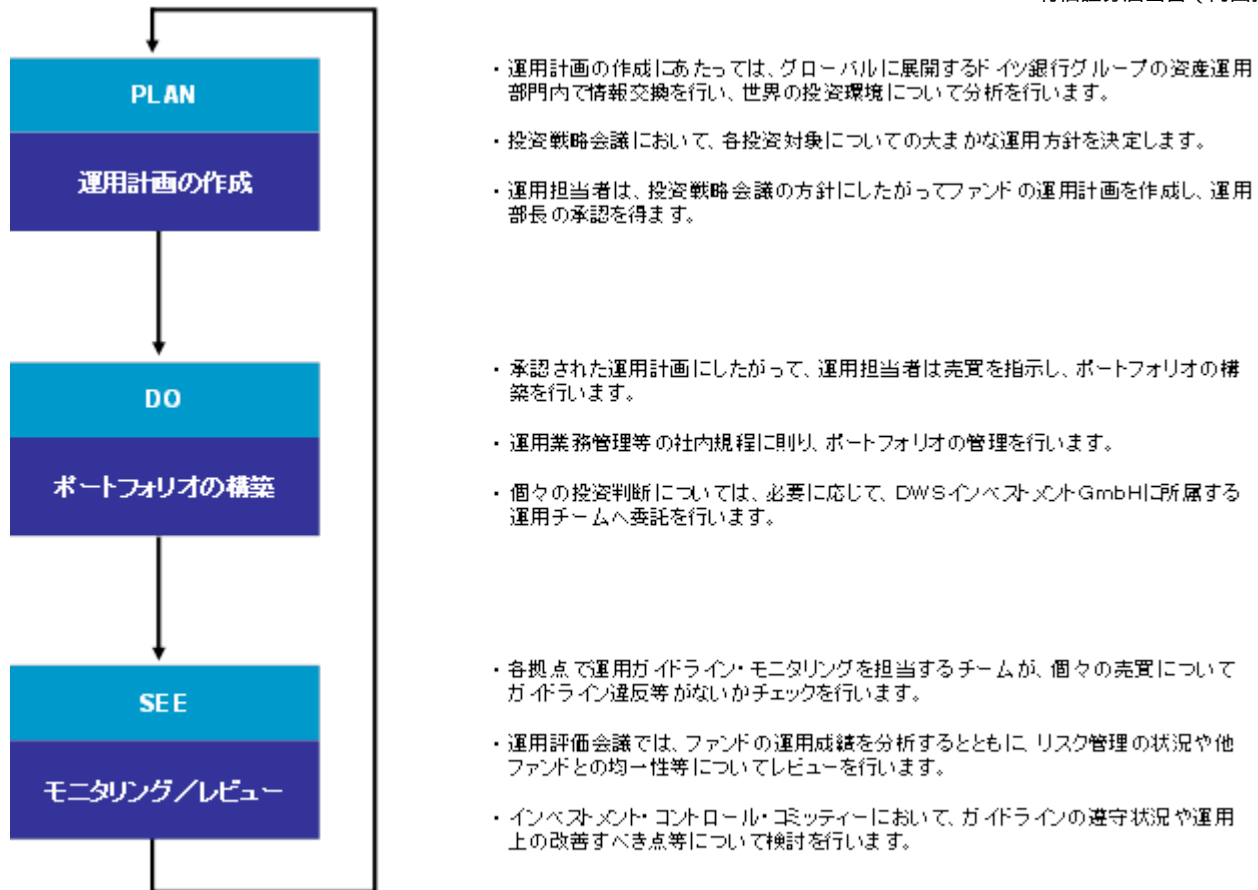 PLAN
運用計画の作成
・運用計画の作成にあたっては、グローバルに展開するドイツ銀行グループの資産運用
部門内で情報交換を行い、世界の投資環境について分析を行います。
・投資戦略会議において、各投資対象についての大まかな運用方針を決定します。
・運用担当者は、投資戦略会議の方針にしたがってファンドの運用計画を作成し、運用
部長の承認を得ます。
DO
ポートフォリオの構築
・承認された運用計画にしたがって、運用担当者は売買を指示し、ポートフォリオの構
築を行います。
・運用業務管理等の社内規程に則り、ポートフォリオの管理を行います。
・個々の投資判断については、必要に応じて、DWSインベストメントGmbHに所属する
運用チームへ委託を行います。
SEE
モニタリング／レビュー
・各拠点で運用ガイドライン・モニタリングを担当するチームが、個々の売買について
ガイドライン違反等がないかチェックを行います。
・運用評価会議では、ファンドの運用成績を分析するとともに、リスク管理の状況や他
ファンドとの均一性等についてレビューを行います。
・インベストメント・コントロール・コミッティーにおいて、ガイドラインの遵守状況や運用
上の改善すべき点等について検討を行います。